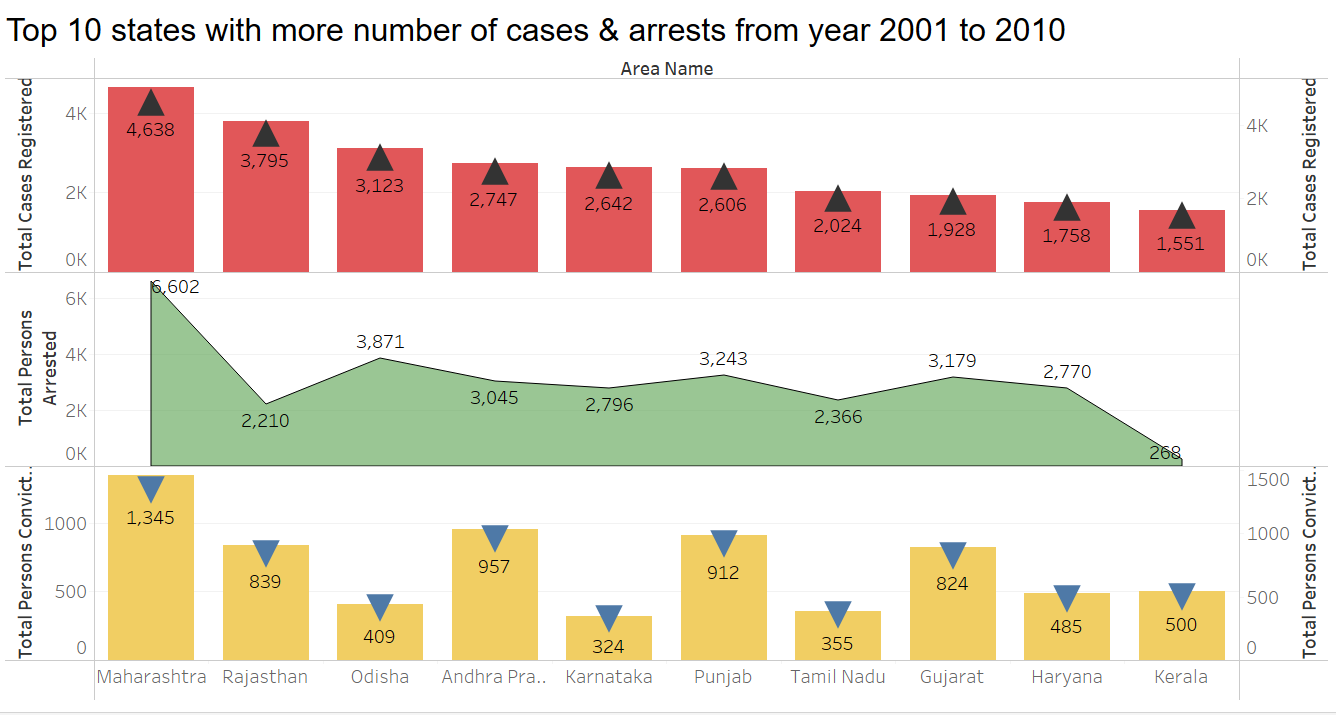 Top 10 states with more number of cases & arrests from year 2001 to 2010
Area Name
Total Cases Registered
4K
2K
0K
4,638
3,795
3,123
2,747
2,642
2,606
2,024
1,928
1,758
1,551
4K
2K
0K
Total Cases Registered
Total Persons
Arrested
6K
4K
2K
0K
6,602
2,210
3,871
3,045
2,796
3,243
2,366
3,179
2,770
268
Total Persons Convict..
1000
500
0
1,345
839
409
957
324
912
355
824
485
500
1500
1000
500
0
Total Persons Convict..
Maharashtra Rajasthan Odisha Andhra Pra.. Karnataka Punjab Tamil Nadu Gujarat Haryana Kerala